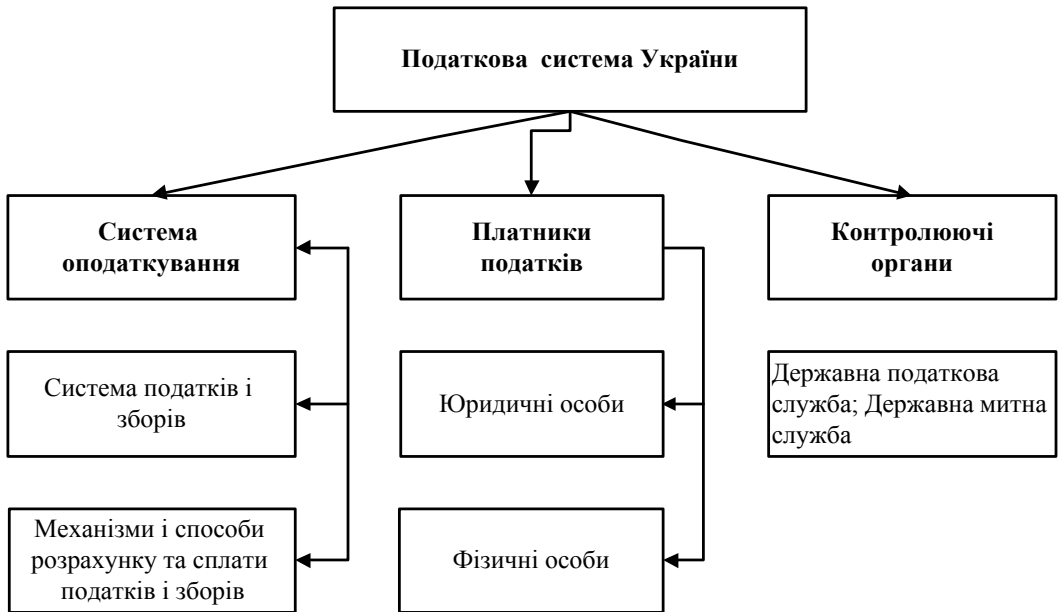 Податкова система України
Система
оподаткування
Платники
податків
Контролюючі
органи
Система податків і
зборів
Юридичні особи
Державна податкова
служба; Державна митна
служба
Механізми і способи
розрахунку та сплати
податків і зборів
Фізичні особи